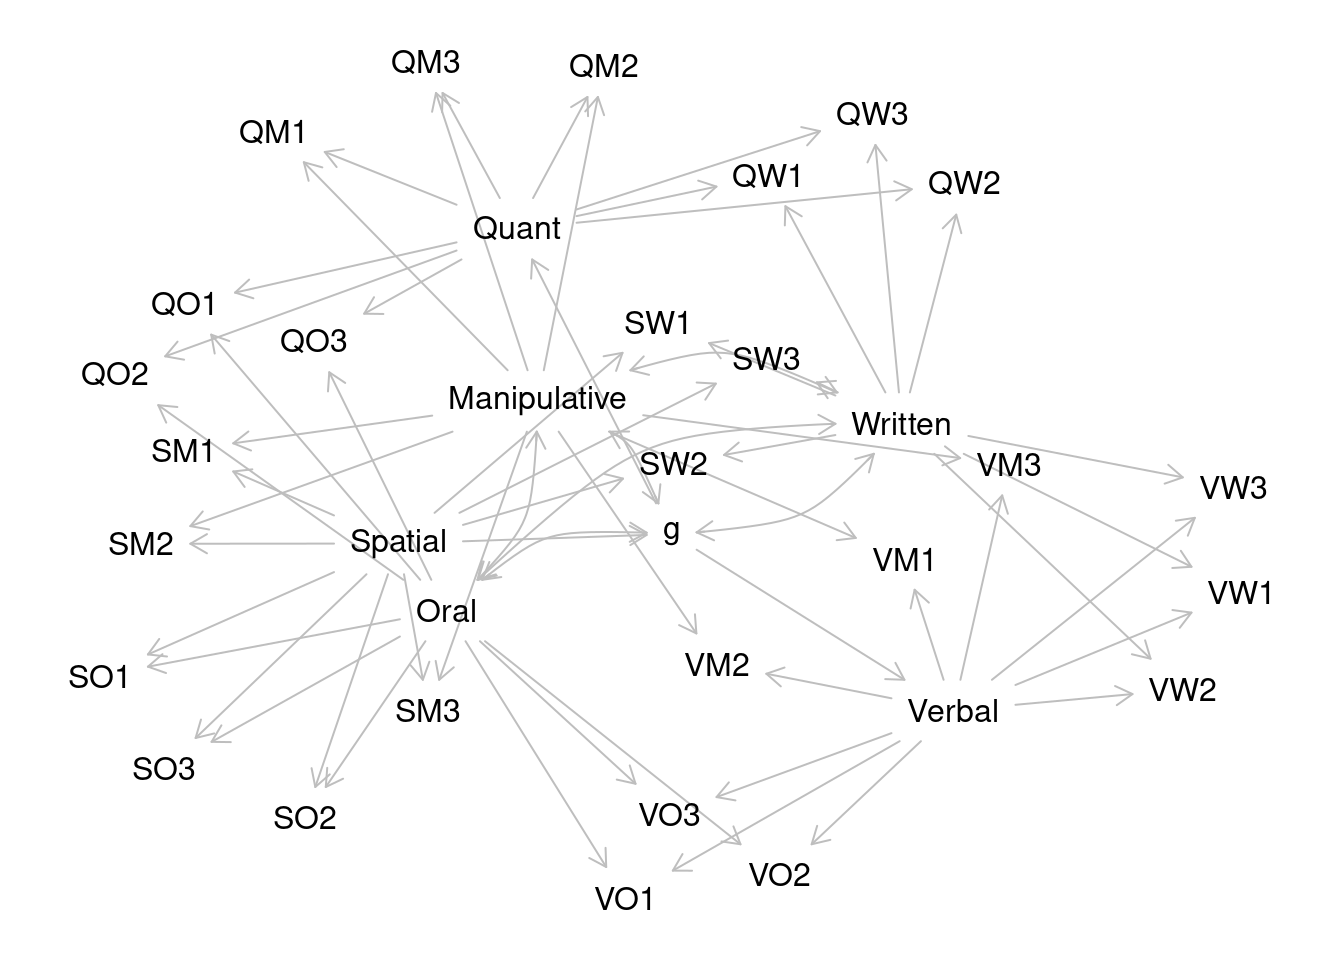 QM3
QM2
QM1
QW3
QW1
QW2
Quant
QO1
QO3
SW1
SW3
QO2
Manipulative
Written
SM1
SW2
VM3
VW3
g
SM2
Spatial
VM1
VW1
Oral
VM2
SO1
VW2
SM3
Verbal
SO3
SO2
VO3
VO2
VO1